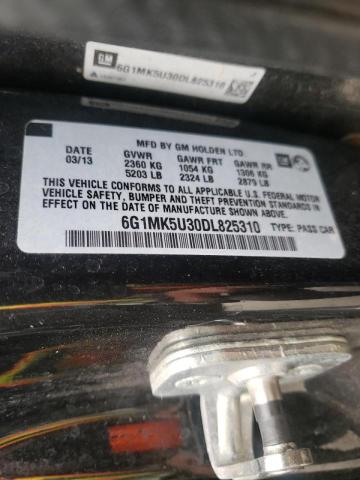 GM
6G1MK5U30DL825310
MFD BY GM HOLDEN LTD.
DATE GVWR GAWR FRT GAWR RR
03/13 2360 KG 1054 KG 1306 KG
5203 LB 2324 LB 2879 LB
THIS VEHICLE CONFORMS TO ALL APPLICABLE U.S. FEDERAL MOTOR
VEHICLE SAFETY, BUMPER, AND THEFT PREVENTION STANDARDS
IN EFFECT ON THE DATE OF MANUFACTURE SHOWN ABOVE.
6G1MK5U30DL825310 TYPE: PASS CAR